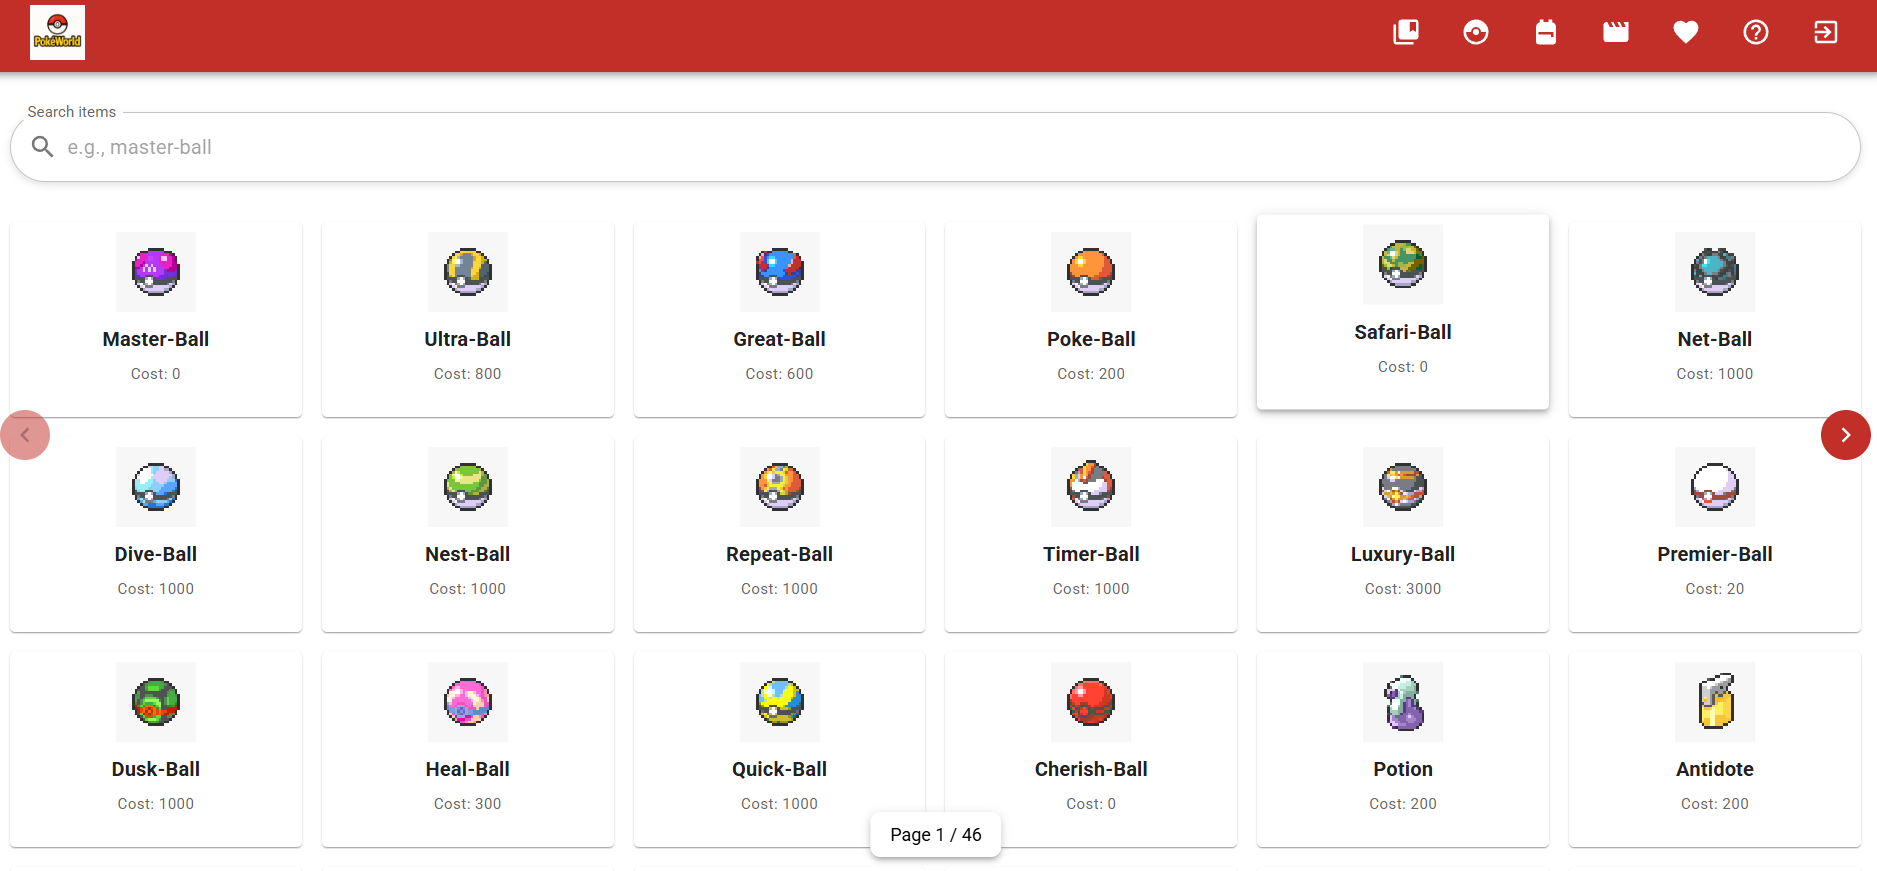 PokéWorld
Search items
e.g., master-ball
Master-Ball
Cost: 0
Ultra-Ball
Cost: 800
Great-Ball
Cost: 600
Poke-Ball
Cost: 200
Safari-Ball
Cost: 0
Net-Ball
Cost: 1000
Dive-Ball
Cost: 1000
Nest-Ball
Cost: 1000
Repeat-Ball
Cost: 1000
Timer-Ball
Cost: 1000
Luxury-Ball
Cost: 3000
Premier-Ball
Cost: 20
Dusk-Ball
Cost: 1000
Heal-Ball
Cost: 300
Quick-Ball
Cost: 1000
Cherish-Ball
Cost: 0
Potion
Cost: 200
Antidote
Cost: 200
Page 1 / 46